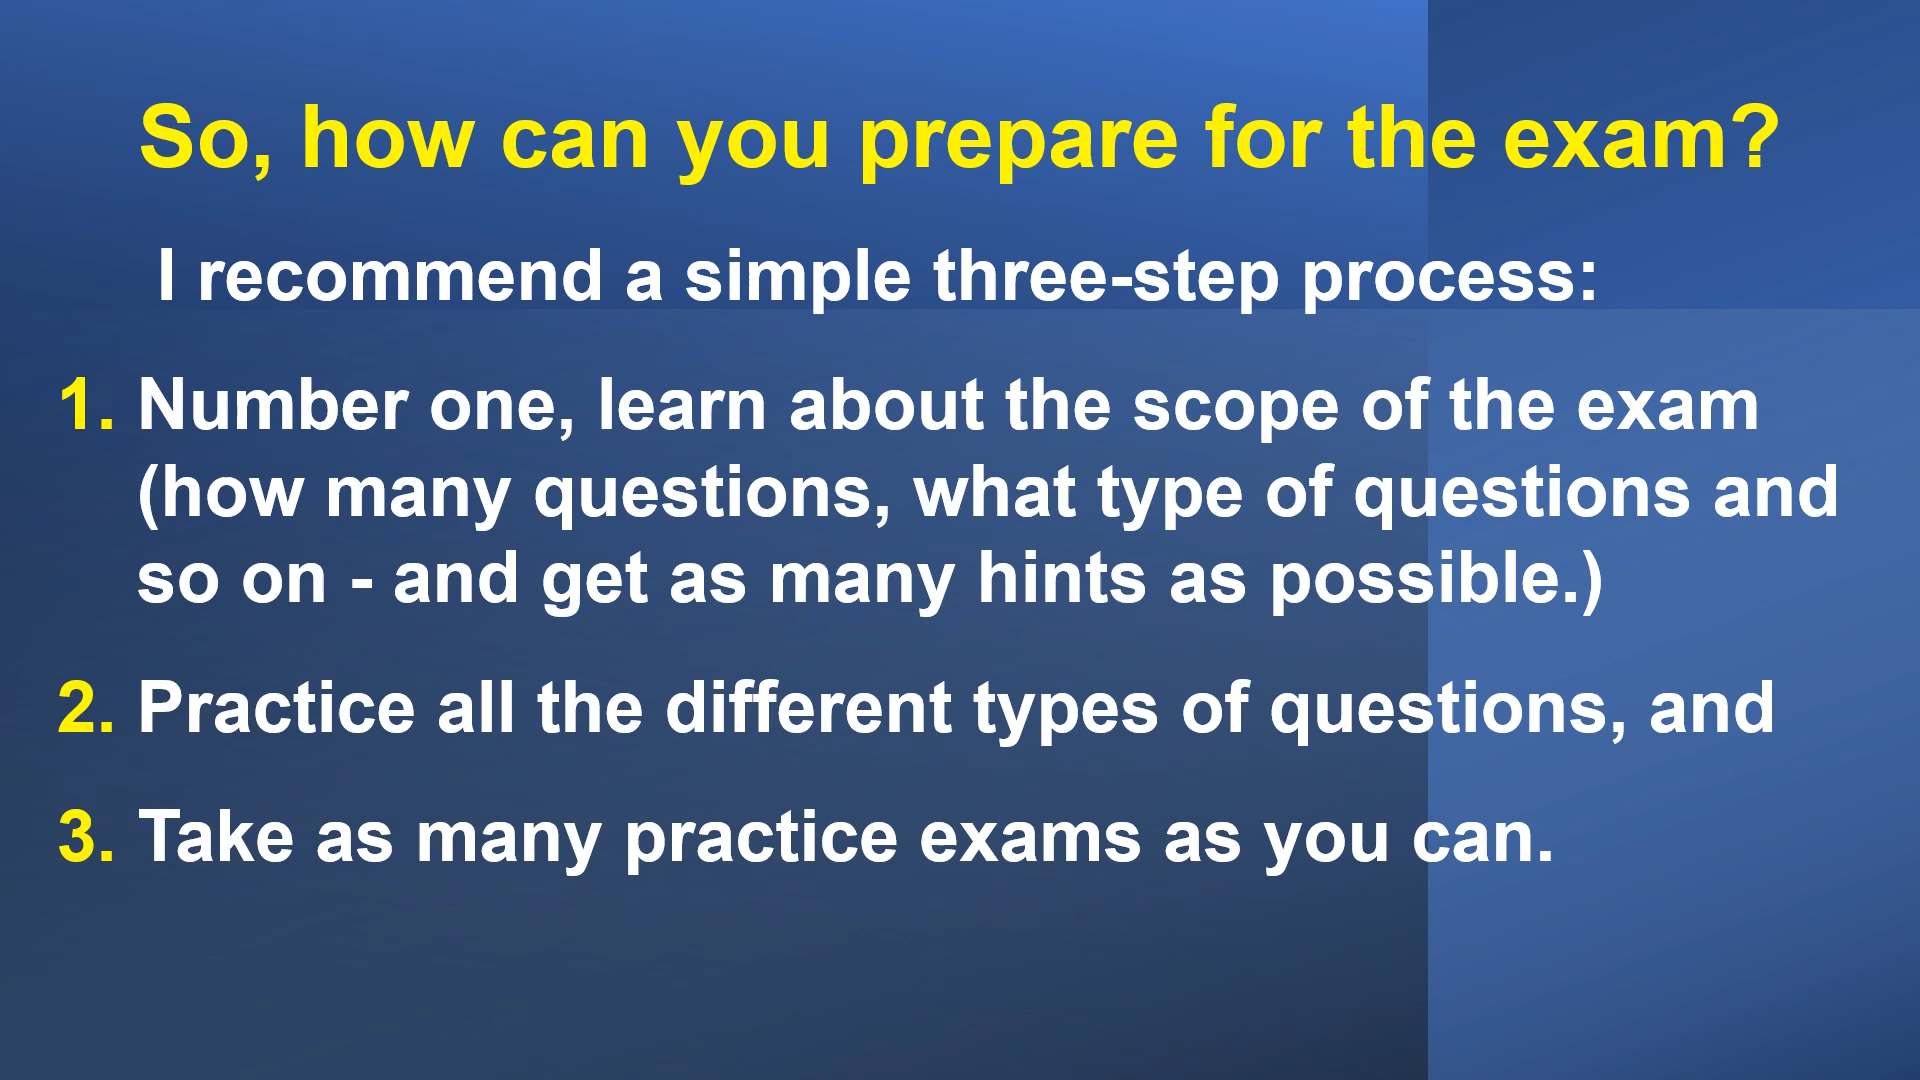 So, how can you prepare for the exam?
I recommend a simple three-step process:
1. Number one, learn about the scope of the exam
(how many questions, what type of questions and
so on - and get as many hints as possible.)
2. Practice all the different types of questions, and
3. Take as many practice exams as you can.